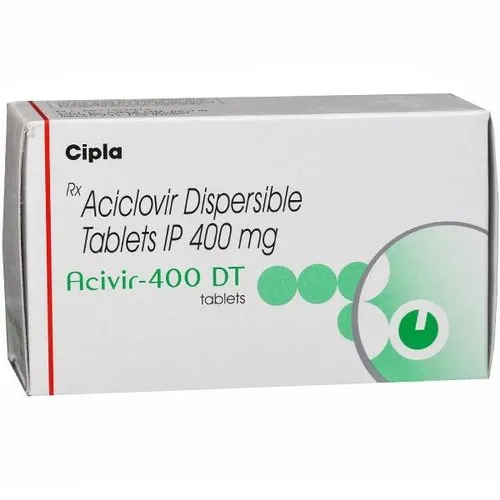 Cipla
Rx Aciclovir Dispersible
Tablets IP 400 mg
Acivir-400 DT
tablets